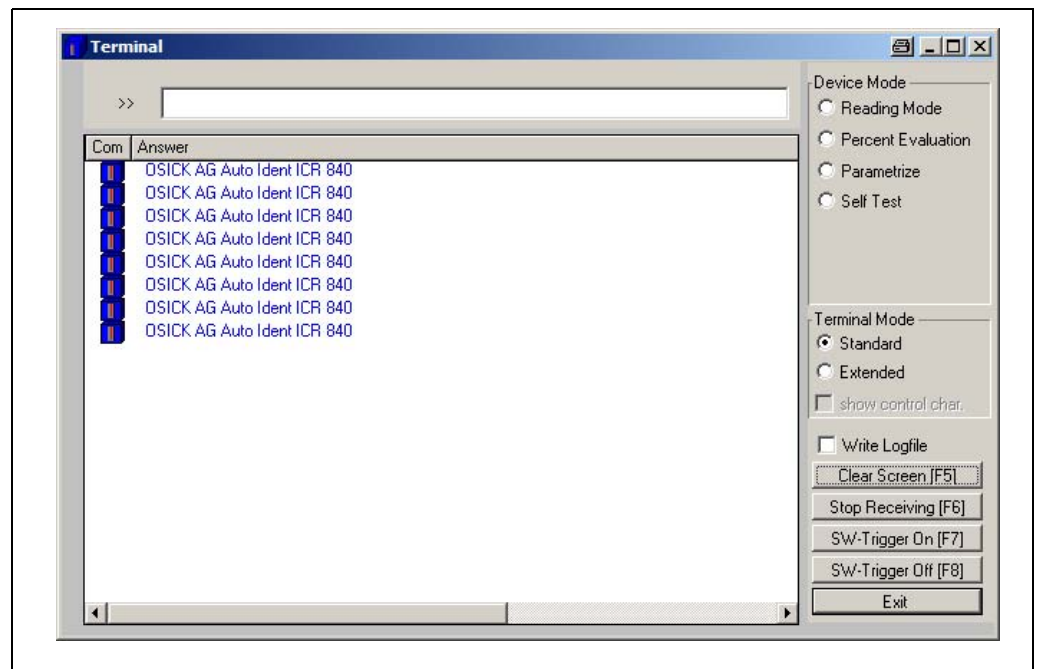 Terminal
>>
Com Answer
OSICK AG Auto Ident ICR 840
OSICK AG Auto Ident ICR 840
OSICK AG Auto Ident ICR 840
OSICK AG Auto Ident ICR 840
OSICK AG Auto Ident ICR 840
OSICK AG Auto Ident ICR 840
OSICK AG Auto Ident ICR 840
OSICK AG Auto Ident ICR 840
Device Mode
Reading Mode
Percent Evaluation
Parametrize
Self Test
Terminal Mode
Standard
Extended
show control char.
Write Logfile
Clear Screen [F5]
Stop Receiving [F6]
SW-Trigger On [F7]
SW-Trigger Off [F8]
Exit